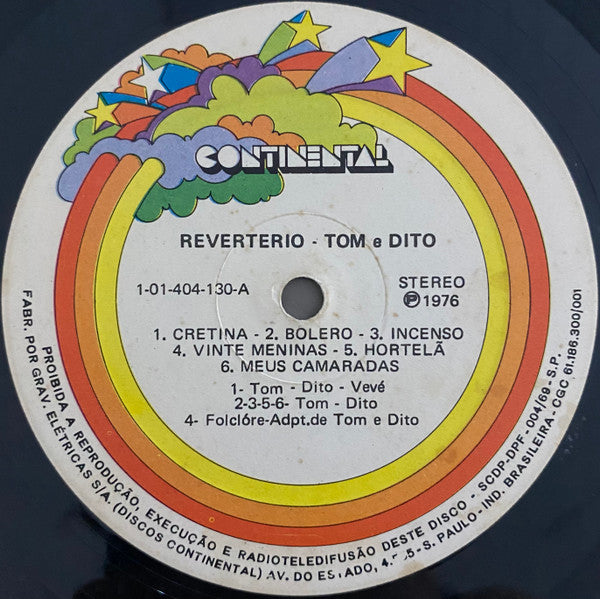 CONTINENTAL
REVERTERIO - TOM e DITO
1-01-404-130-A
STEREO
Ⓟ 1976
1. CRETINA - 2. BOLERO - 3. INCENSO
4. VINTE MENINAS - 5. HORTELÃ
6. MEUS CAMARADAS
1- Tom - Dito - Vevé
2-3-5-6- Tom - Dito
4- Folclóre-Adpt.de Tom e Dito
PROIBIDA A REPRODUÇÃO, EXECUÇÃO E RADIOTELEDIFUSÃO DESTE DISCO - SCDP-DPF - 004/69 - S.P.
FABR. POR GRAV. ELÉTRICAS S/A. (DISCOS CONTINENTAL) AV. DO ESTADO, - S. PAULO - IND. BRASILEIRA - CGC 61.186.300/001